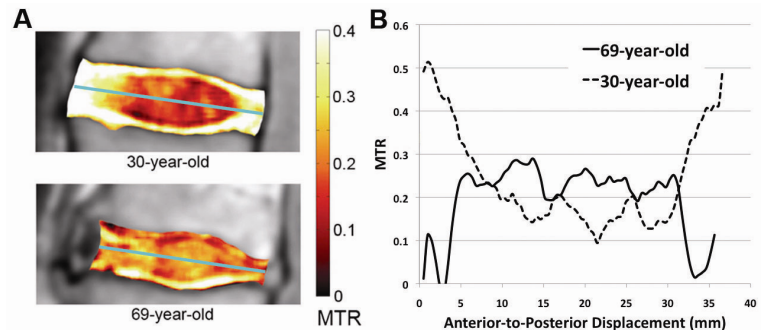 A
30-year-old
69-year-old
0.4
0.3
0.2
0.1
0
MTR
B
69-year-old
30-year-old
MTR
0.6
0.5
0.4
0.3
0.2
0.1
0
0 5 10 15 20 25 30 35 40
Anterior-to-Posterior Displacement (mm)